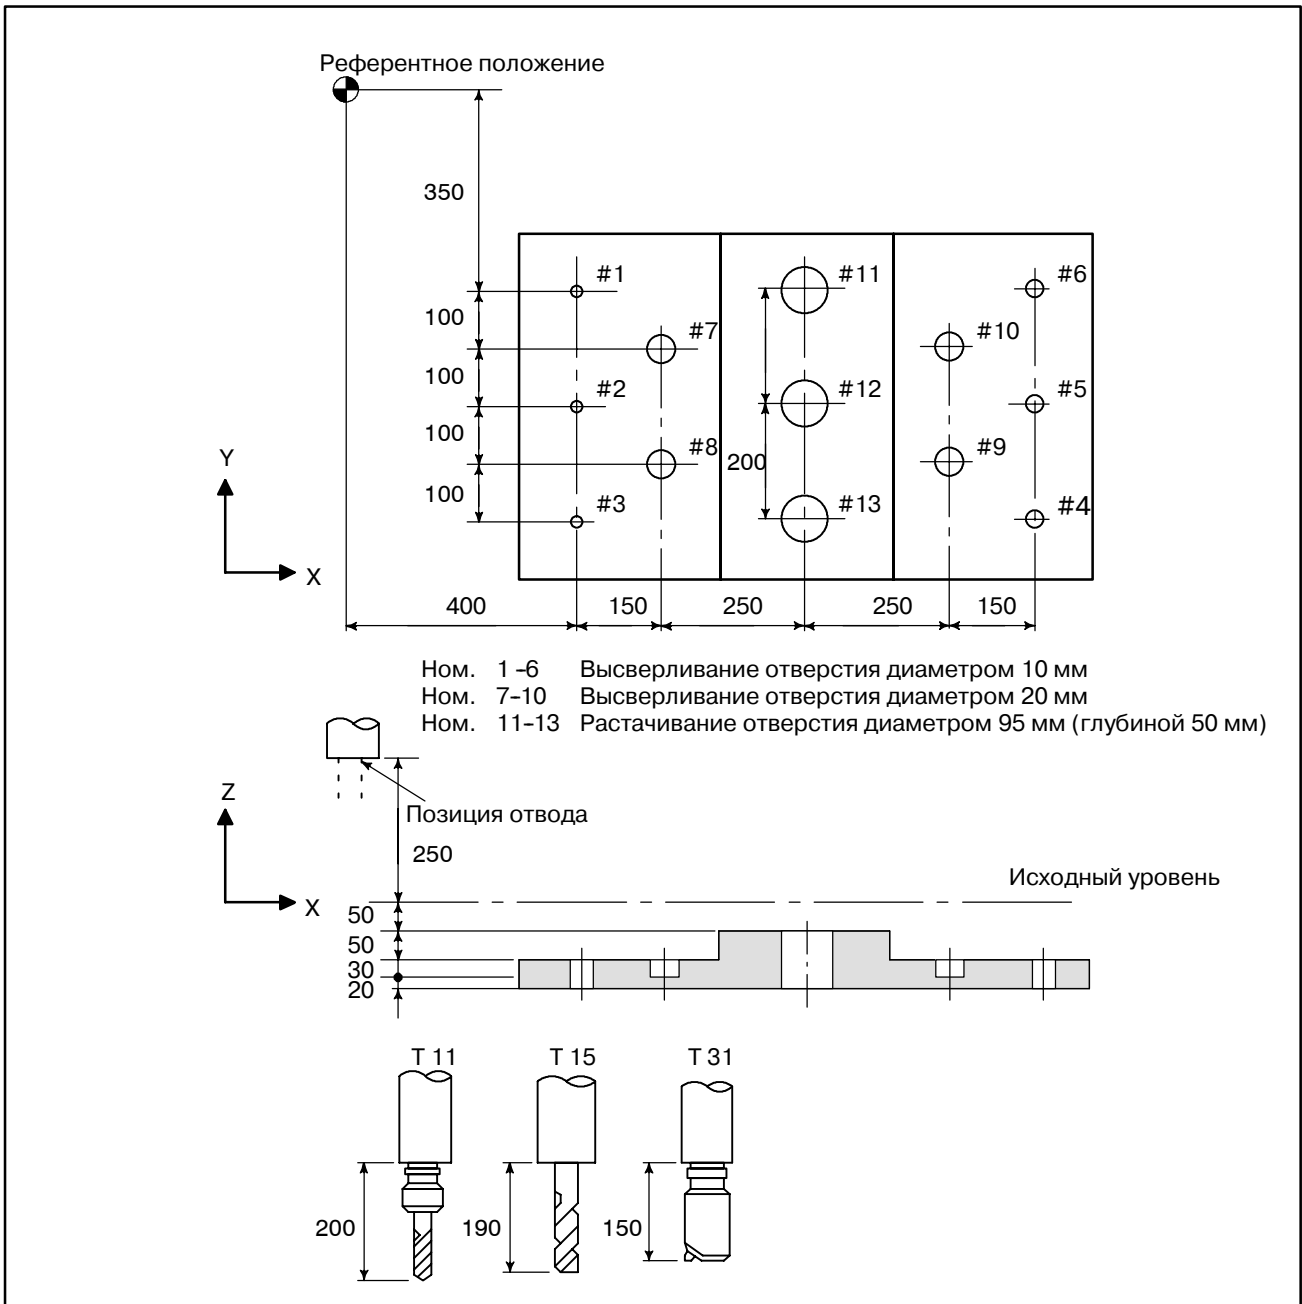 Референтное положение
350
#1
#11
#6
100
#7
#10
100
#2
#12
#5
100
#8
200
#9
Y
100
#3
#13
#4
X
400
150
250
250
150
Ном. 1-6 Высверливание отверстия диаметром 10 мм
Ном. 7-10 Высверливание отверстия диаметром 20 мм
Ном. 11-13 Растачивание отверстия диаметром 95 мм (глубиной 50 мм)
Z
Позиция отвода
250
Исходный уровень
X
50
50
30
20
T 11
T 15
T 31
200
190
150